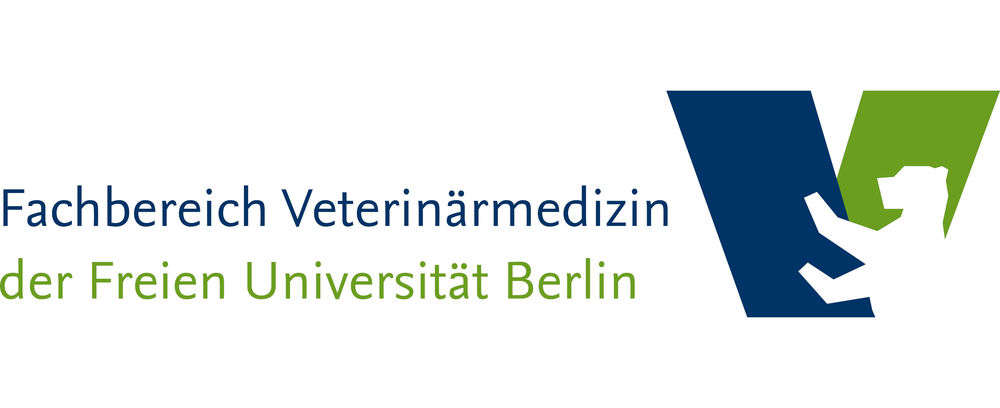 Fachbereich Veterinärmedizin
der Freien Universität Berlin